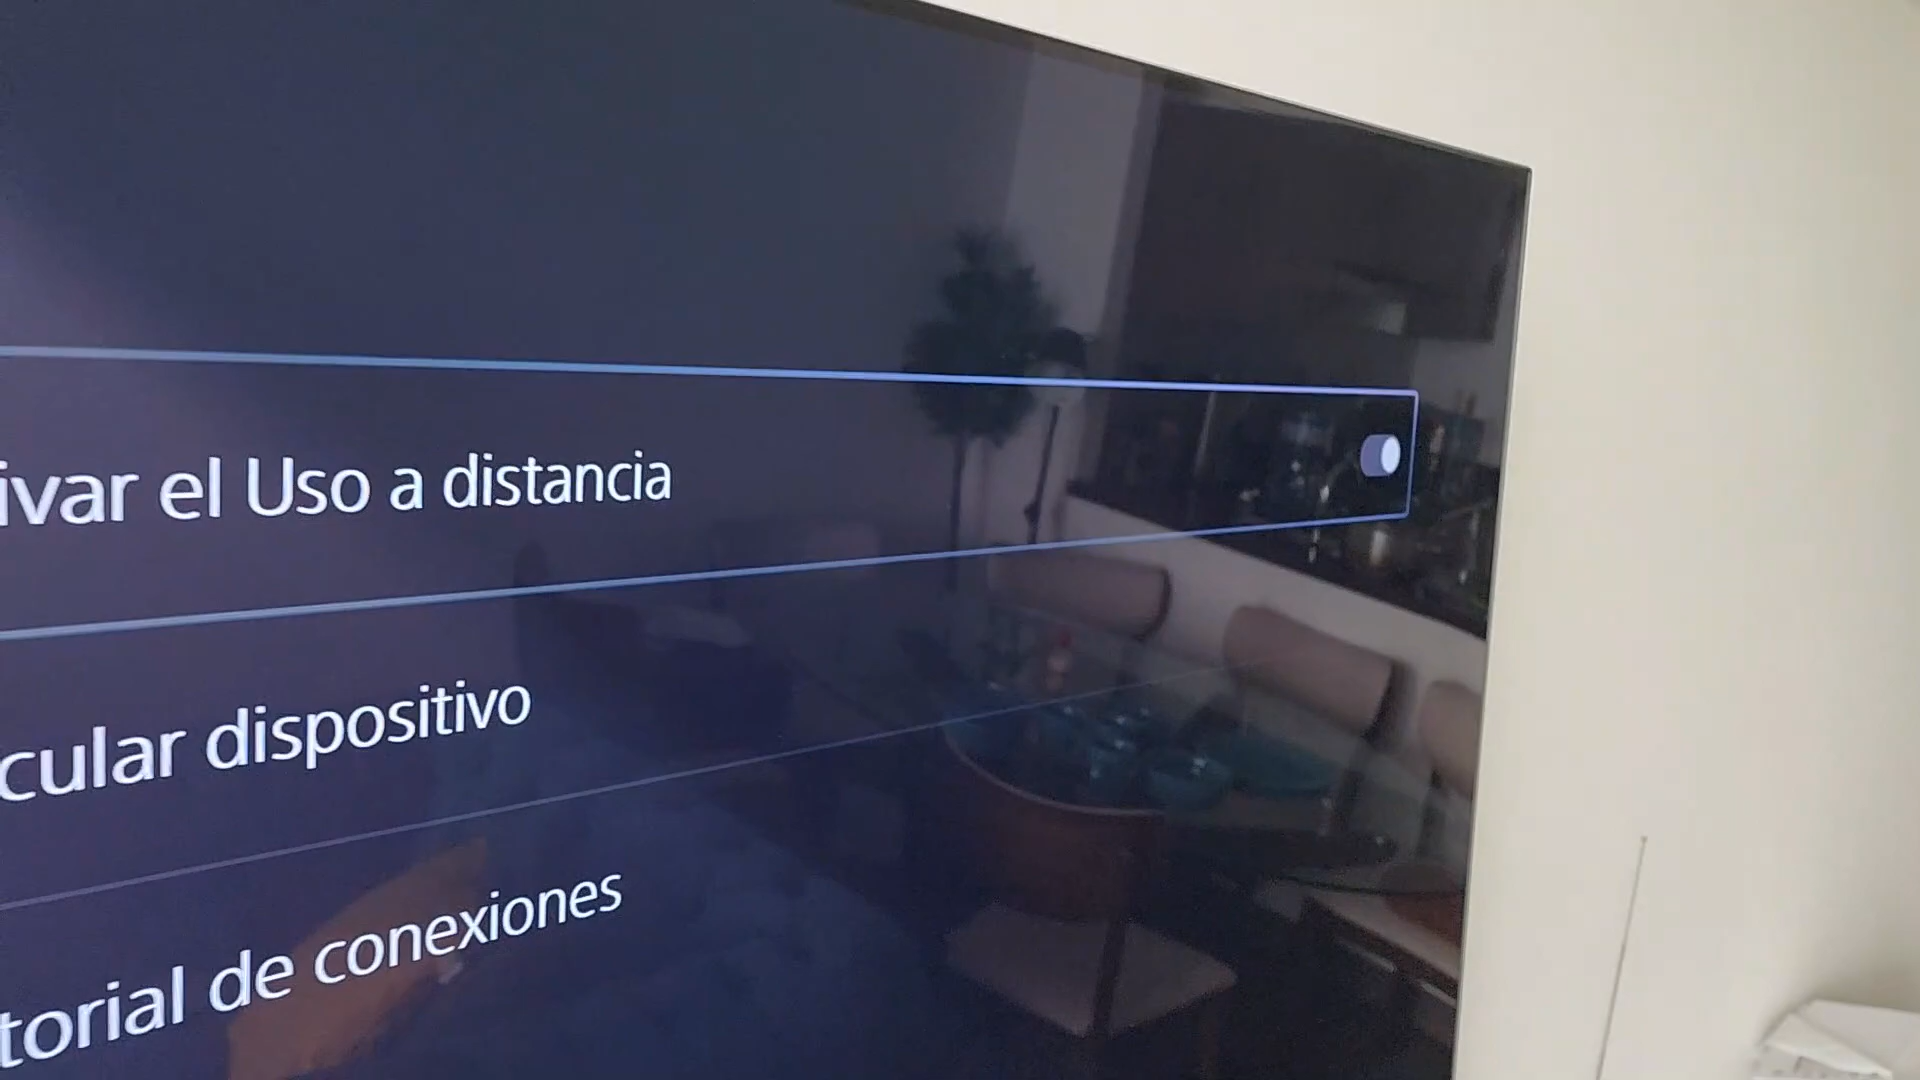 ivar el Uso a distancia
cular dispositivo
torial de conexiones